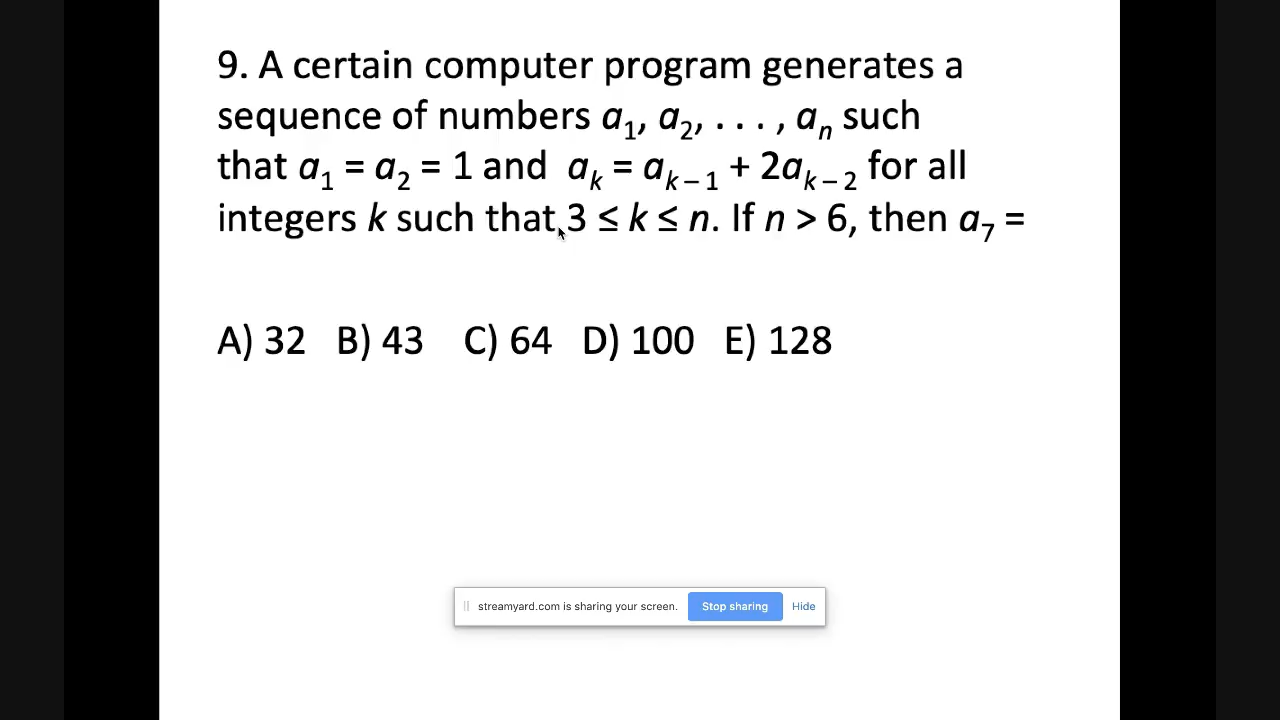 9. A certain computer program generates a
sequence of numbers a₁, a₂, . . . , aₙ such
that a₁ = a₂ = 1 and aₖ = aₖ₋₁ + 2aₖ₋₂ for all
integers k such that 3 ≤ k ≤ n. If n > 6, then a₇ =
A) 32 B) 43 C) 64 D) 100 E) 128
streamyard.com is sharing your screen. Stop sharing Hide